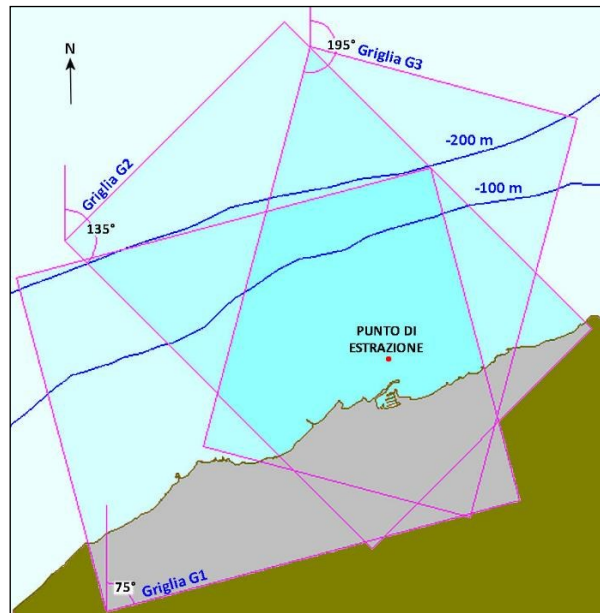 195°
Griglia G3
N
-200 m
Griglia G2
-100 m
135°
PUNTO DI
ESTRAZIONE
75°
Griglia G1